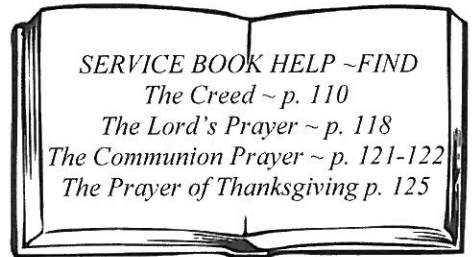 SERVICE BOOK HELP ~FIND
The Creed ~ p. 110
The Lord's Prayer ~ p. 118
The Communion Prayer ~ p. 121-122
The Prayer of Thanksgiving p. 125